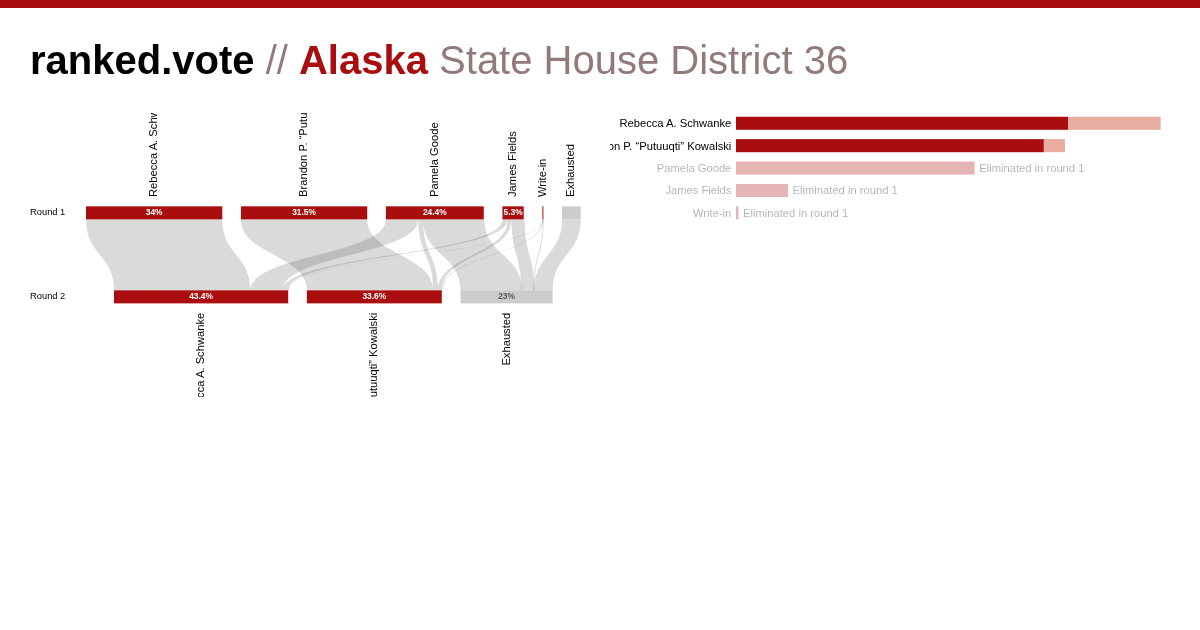 ranked.vote // Alaska State House District 36
Rebecca A. Schw
Brandon P. “Putu
Pamela Goode
James Fields
Write-in
Exhausted
Round 1
34%
31.5%
24.4%
5.3%
Round 2
43.4%
33.6%
23%
cca A. Schwanke
utuuqti” Kowalski
Exhausted
Rebecca A. Schwanke
on P. “Putuuqti” Kowalski
Pamela Goode Eliminated in round 1
James Fields Eliminated in round 1
Write-in Eliminated in round 1